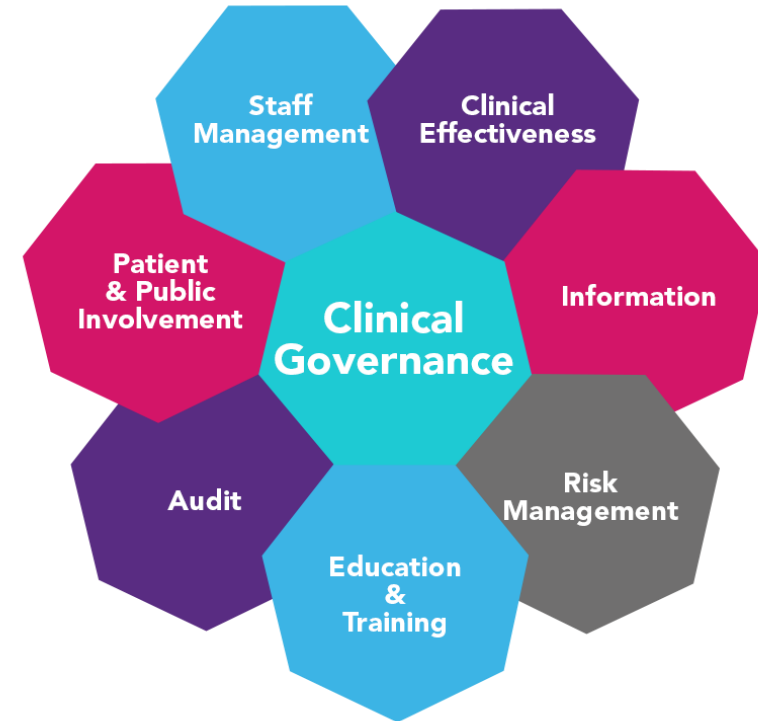 Staff
Management
Clinical
Effectiveness
Patient
& Public
Involvement
Clinical
Governance
Information
Audit
Risk
Management
Education
&
Training